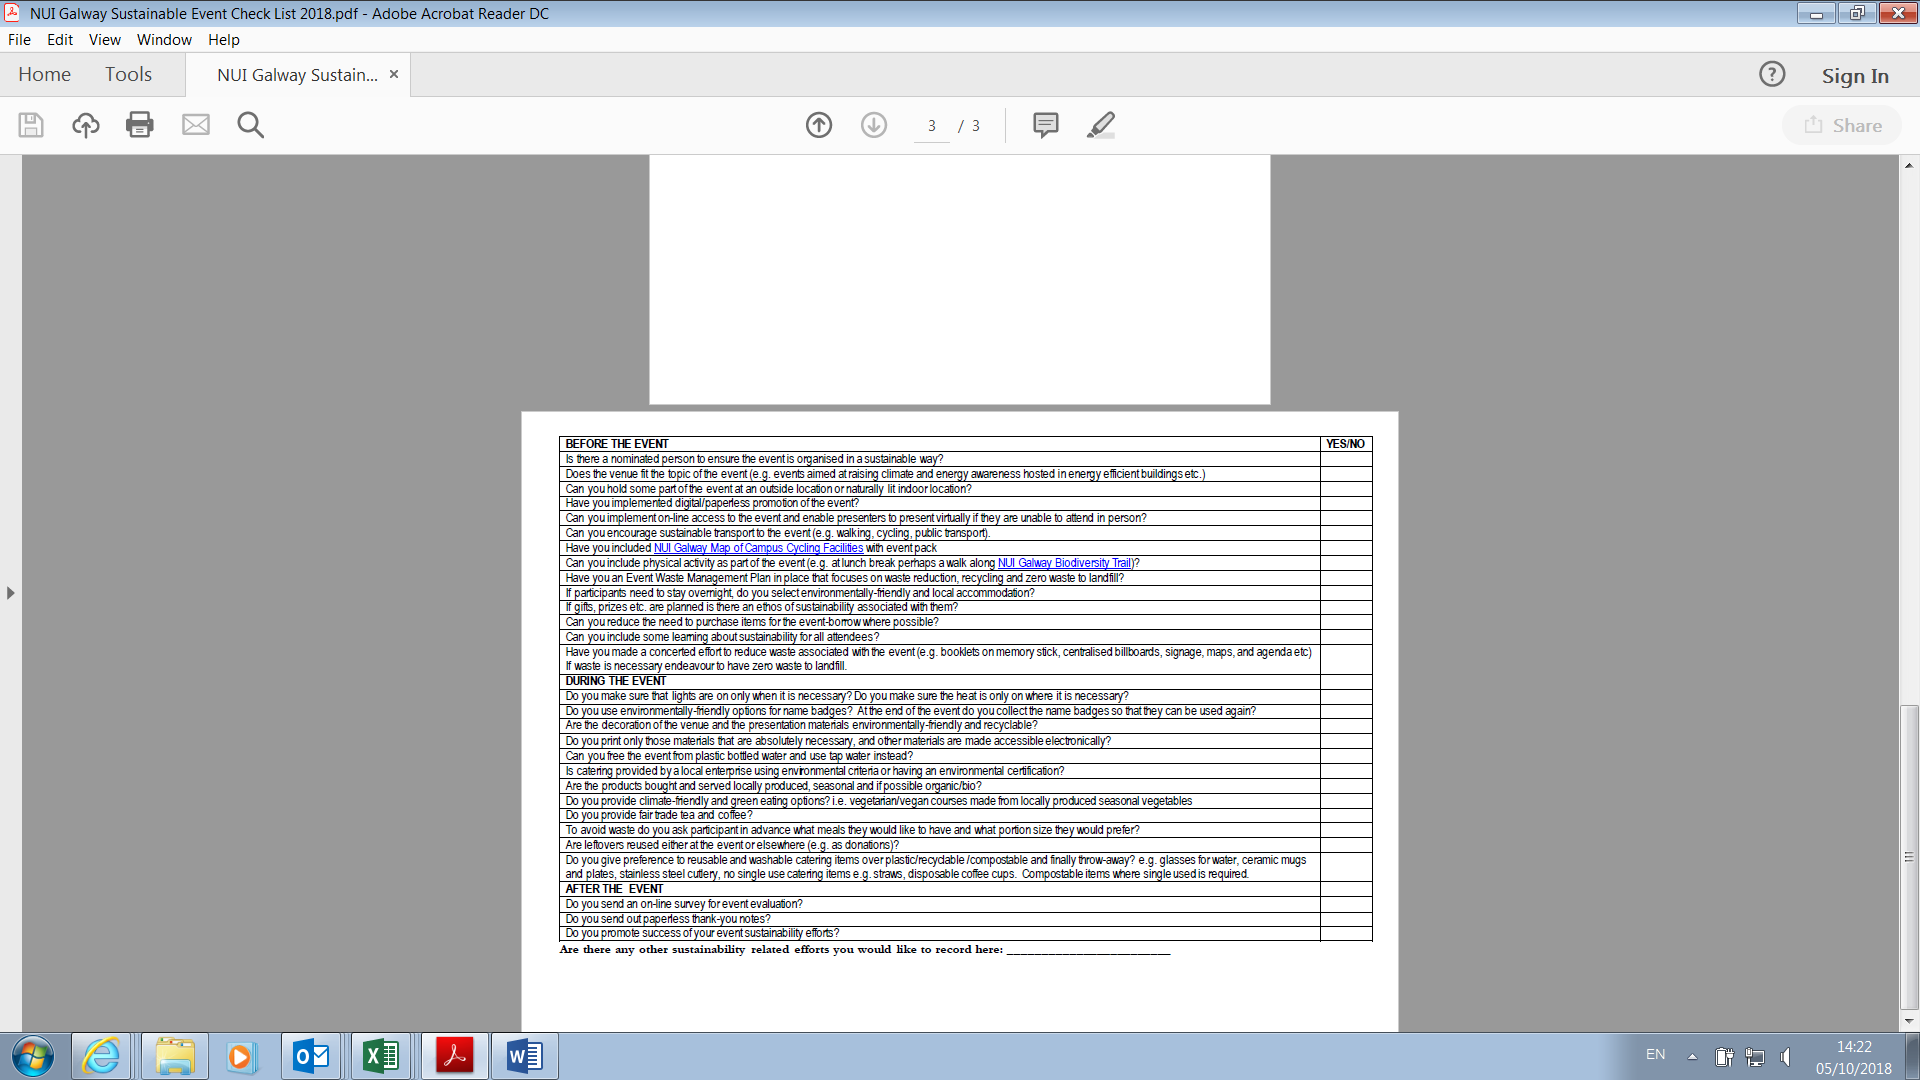 NUI Galway Sustainable Event Check List 2018.pdf - Adobe Acrobat Reader DC
File Edit View Window Help
Home Tools NUI Galway Sustain... × Sign In
3 / 3 Share
BEFORE THE EVENT YES/NO
Is there a nominated person to ensure the event is organised in a sustainable way?
Does the venue fit the topic of the event (e.g. events aimed at raising climate and energy awareness hosted in energy efficient buildings etc.)
Can you hold some part of the event at an outside location or naturally lit indoor location?
Have you implemented digital/paperless promotion of the event?
Can you implement on-line access to the event and enable presenters to present virtually if they are unable to attend in person?
Can you encourage sustainable transport to the event (e.g. walking, cycling, public transport).
Have you included NUI Galway Map of Campus Cycling Facilities with event pack
Can you include physical activity as part of the event (e.g. at lunch break perhaps a walk along NUI Galway Biodiversity Trail)?
Have you an Event Waste Management Plan in place that focuses on waste reduction, recycling and zero waste to landfill?
If participants need to stay overnight, do you select environmentally-friendly and local accommodation?
If gifts, prizes etc. are planned is there an ethos of sustainability associated with them?
Can you reduce the need to purchase items for the event-borrow where possible?
Can you include some learning about sustainability for all attendees?
Have you made a concerted effort to reduce waste associated with the event (e.g. booklets on memory stick, centralised billboards, signage, maps, and agenda etc)
If waste is necessary endeavour to have zero waste to landfill.
DURING THE EVENT
Do you make sure that lights are on only when it is necessary? Do you make sure the heat is only on where it is necessary?
Do you use environmentally-friendly options for name badges? At the end of the event do you collect the name badges so that they can be used again?
Are the decoration of the venue and the presentation materials environmentally-friendly and recyclable?
Do you print only those materials that are absolutely necessary, and other materials are made accessible electronically?
Can you free the event from plastic bottled water and use tap water instead?
Is catering provided by a local enterprise using environmental criteria or having an environmental certification?
Are the products bought and served locally produced, seasonal and if possible organic/bio?
Do you provide climate-friendly and green eating options? i.e. vegetarian/vegan courses made from locally produced seasonal vegetables
Do you provide fair trade tea and coffee?
To avoid waste do you ask participant in advance what meals they would like to have and what portion size they would prefer?
Are leftovers reused either at the event or elsewhere (e.g. as donations)?
Do you give preference to reusable and washable catering items over plastic/recyclable /compostable and finally throw-away? e.g. glasses for water, ceramic mugs
and plates, stainless steel cutlery, no single use catering items e.g. straws, disposable coffee cups. Compostable items where single used is required.
AFTER THE EVENT
Do you send an on-line survey for event evaluation?
Do you send out paperless thank-you notes?
Do you promote success of your event sustainability efforts?
Are there any other sustainability related efforts you would like to record here: ___________________________
EN 14:22
05/10/2018